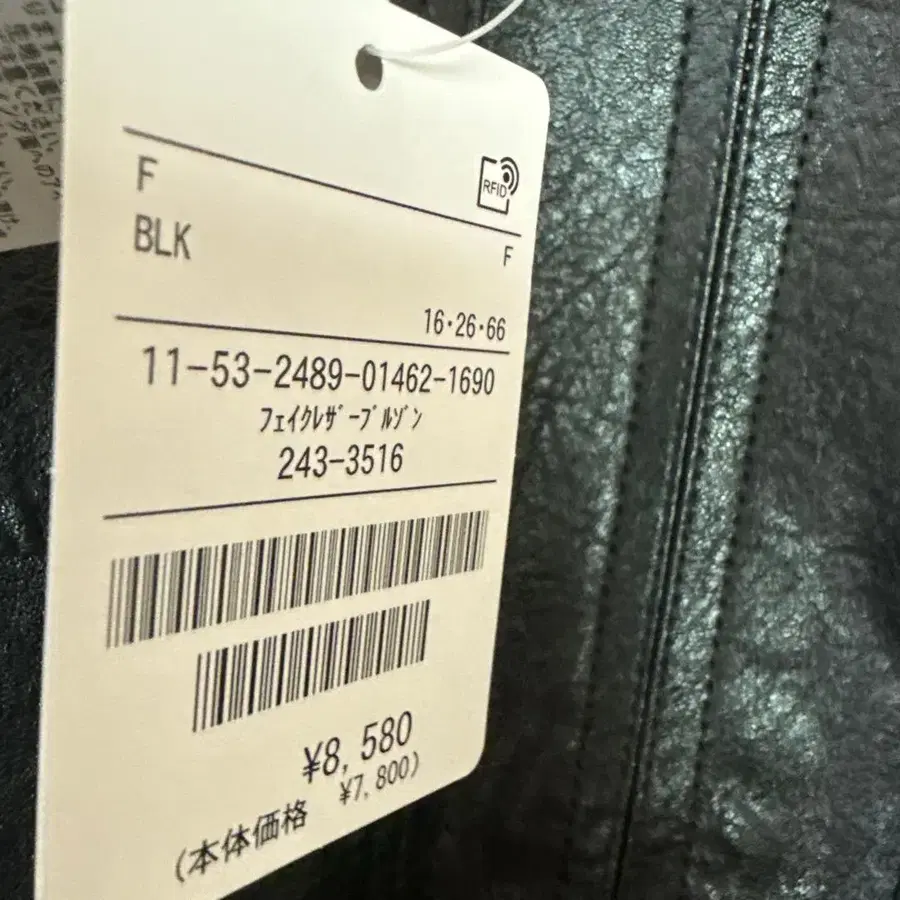 F
RFID
BLK
F
16・26・66
11-53-2489-01462-1690
ﾌｪｲｸﾚｻﾞｰﾌﾞﾙｿﾞﾝ
243-3516
¥8,580
(本体価格 ¥7,800)